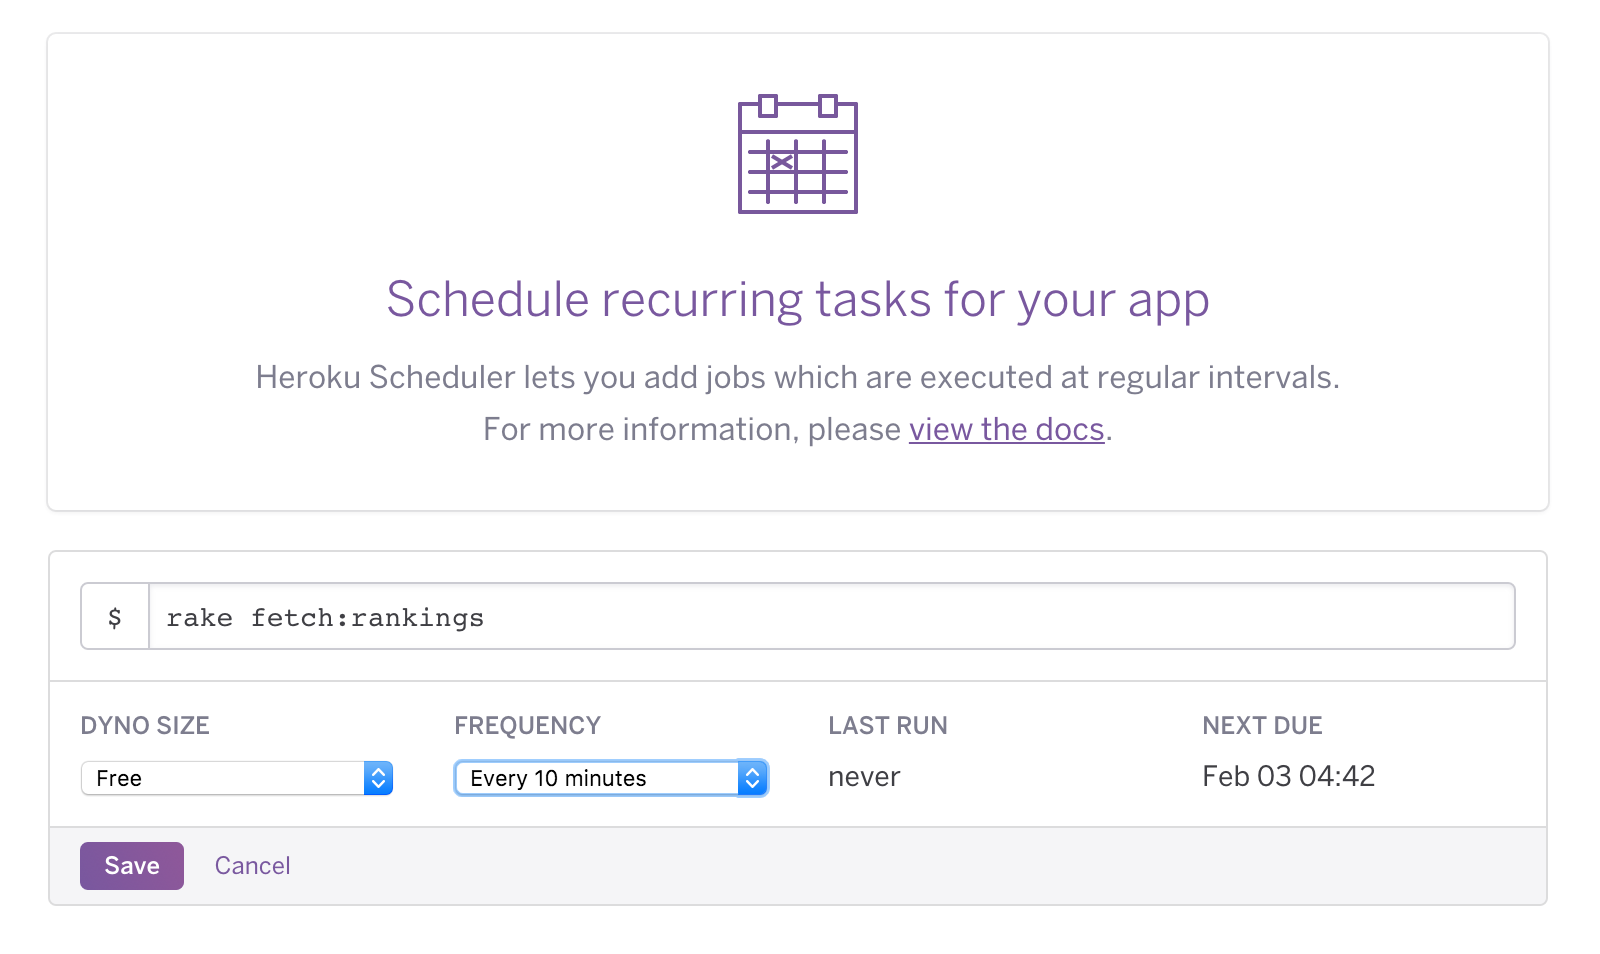 Schedule recurring tasks for your app
Heroku Scheduler lets you add jobs which are executed at regular intervals.
For more information, please view the docs.
$ rake fetch:rankings
DYNO SIZE FREQUENCY LAST RUN NEXT DUE
Free Every 10 minutes never Feb 03 04:42
Save Cancel